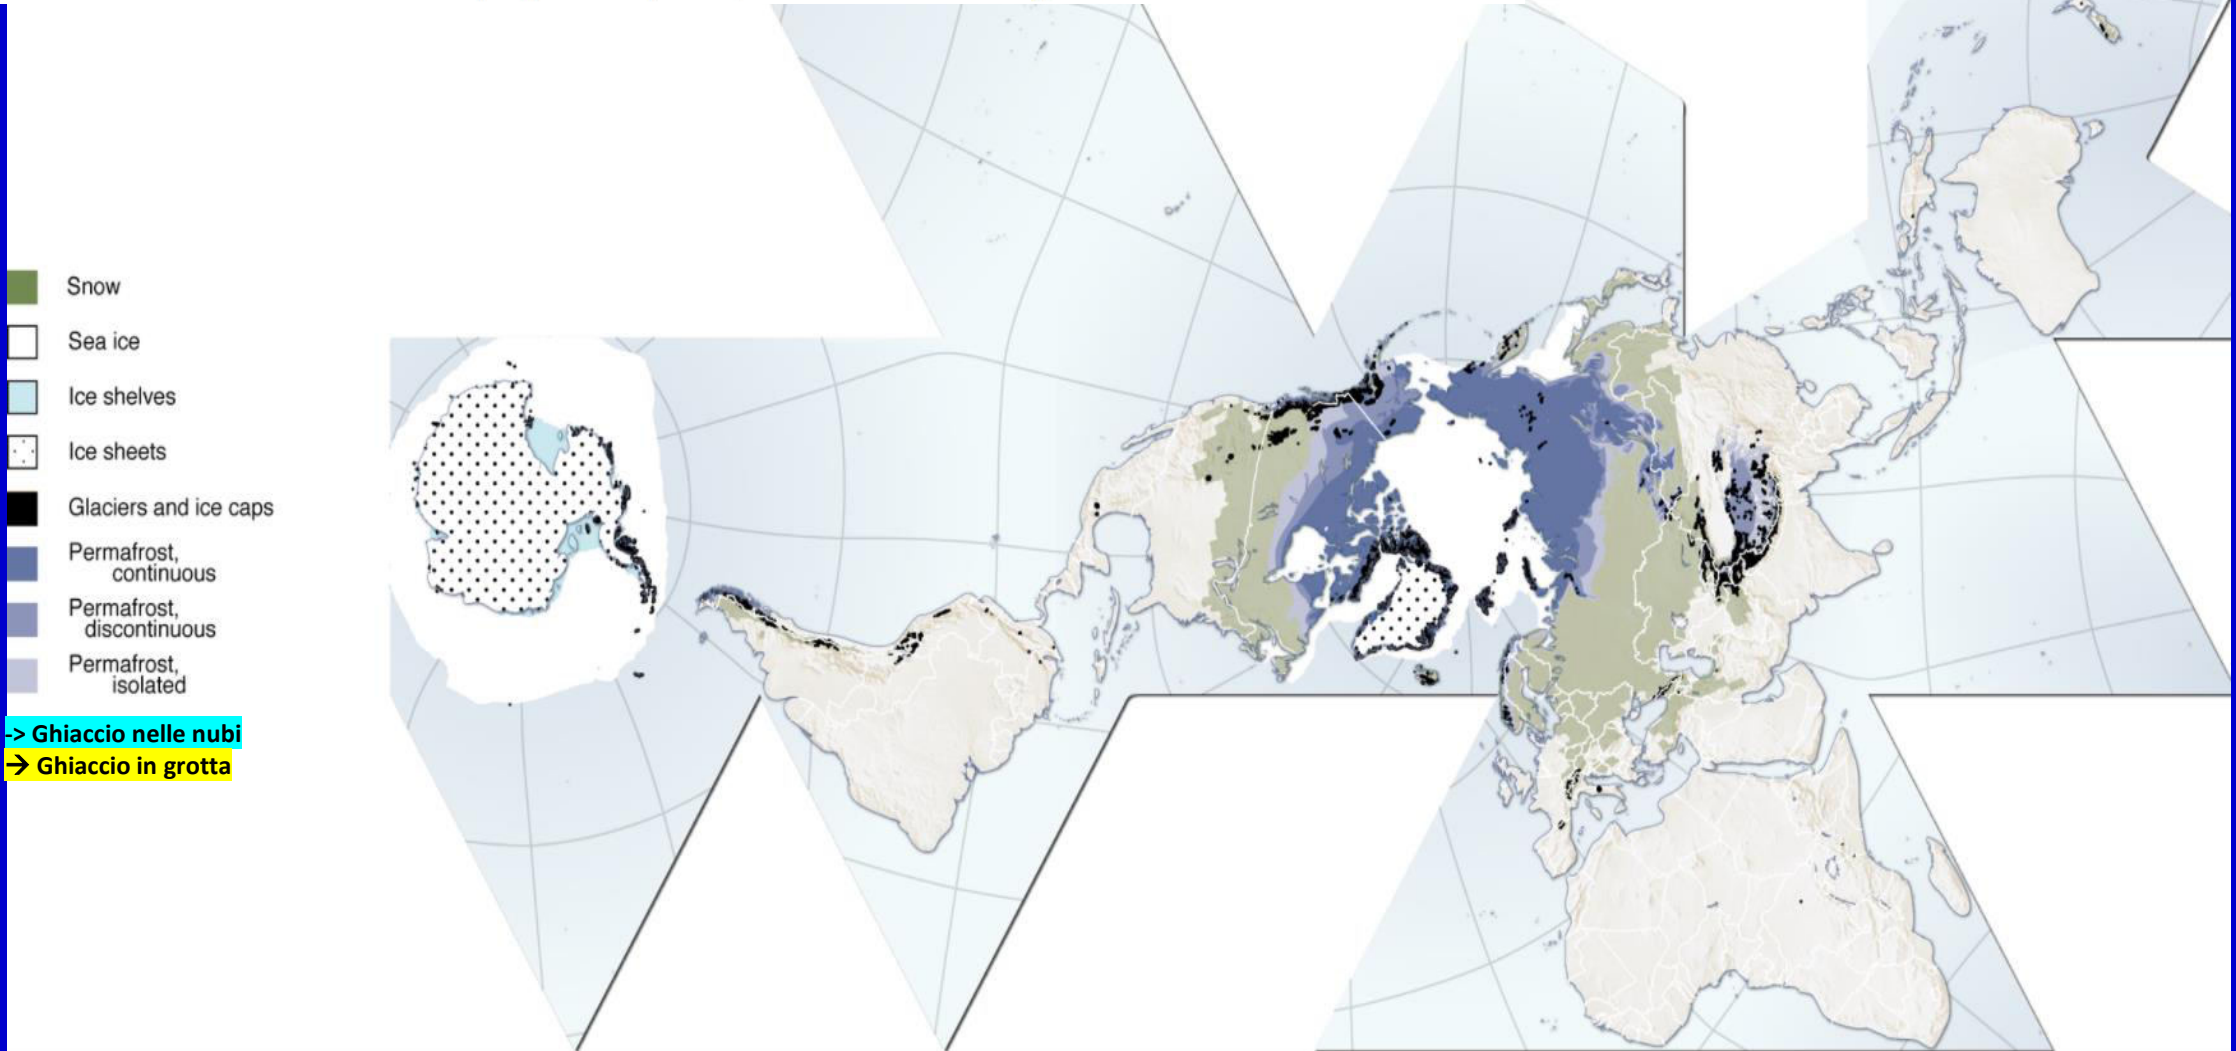 Snow
Sea ice
Ice shelves
Ice sheets
Glaciers and ice caps
Permafrost,
continuous
Permafrost,
discontinuous
Permafrost,
isolated
-> Ghiaccio nelle nubi
→ Ghiaccio in grotta